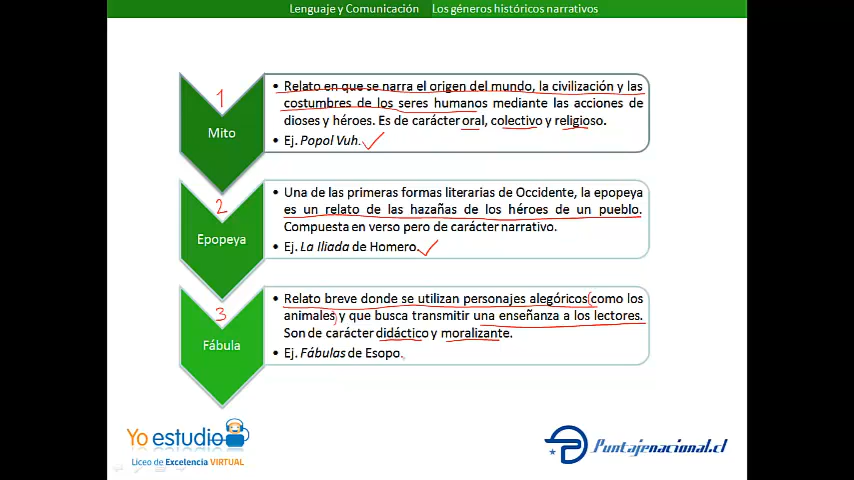 Lenguaje y Comunicación Los géneros históricos narrativos
1
Mito
• Relato en que se narra el origen del mundo, la civilización y las
costumbres de los seres humanos mediante las acciones de
dioses y héroes. Es de carácter oral, colectivo y religioso.
• Ej. Popol Vuh.
2
Epopeya
• Una de las primeras formas literarias de Occidente, la epopeya
es un relato de las hazañas de los héroes de un pueblo.
Compuesta en verso pero de carácter narrativo.
• Ej. La Iliada de Homero.
3
Fábula
• Relato breve donde se utilizan personajes alegóricos (como los
animales) y que busca transmitir una enseñanza a los lectores.
Son de carácter didáctico y moralizante.
• Ej. Fábulas de Esopo.
Yo estudio
Liceo de Excelencia VIRTUAL
Puntajenacional.cl